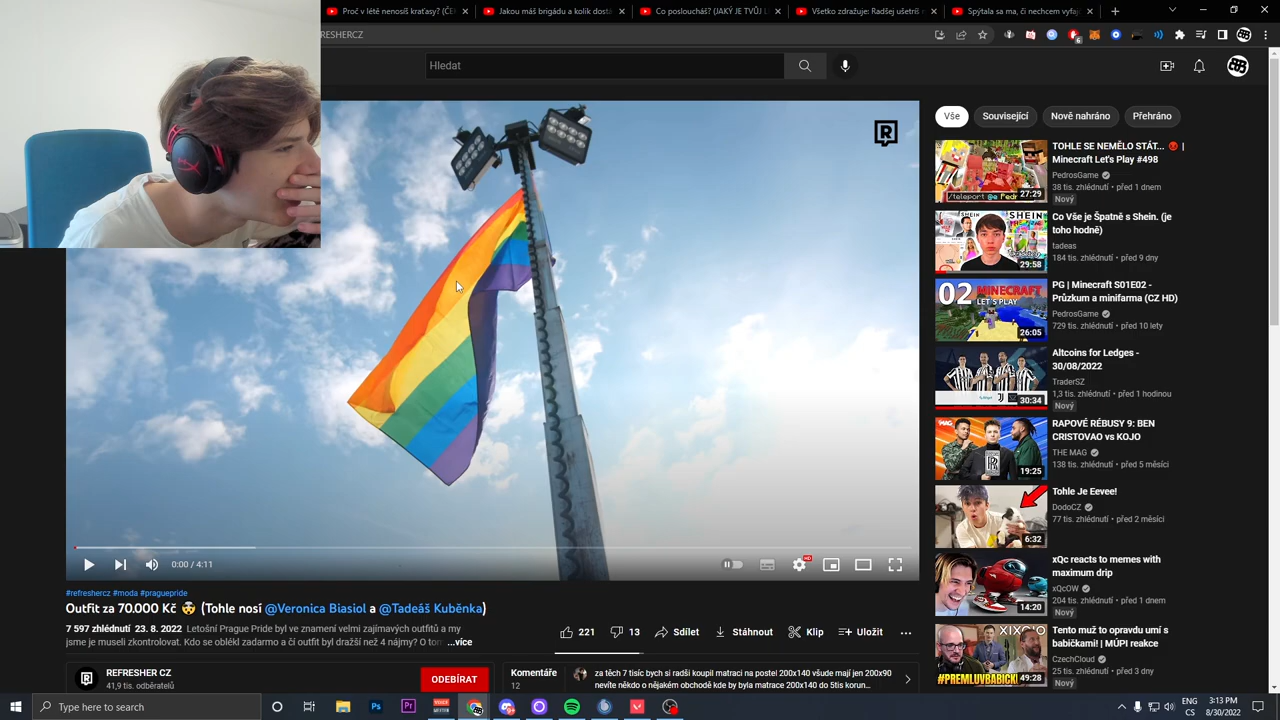 Proč v létě nenosíš kraťasy? (ČEK
Jakou máš brigádu a kolik dosta
Co posloucháš? (JAKÝ JE TVŮJ L
Všetko zdražuje: Radšej ušetríš n
Spýtala sa ma, či nechcem vyfaj
RESHERCZ
Hledat
R
Vše
Související
Nově nahráno
Přehráno
TOHLE SE NEMĚLO STÁT... 😡 |
Minecraft Let's Play #498
PedrosGame
38 tis. zhlédnutí • před 1 dnem
Nový
27:29
Co Vše je Špatně s Shein. (je
toho hodně)
tadeas
184 tis. zhlédnutí • před 9 dny
SHEIN
29:58
PG | Minecraft S01E02 -
Průzkum a minifarma (CZ HD)
PedrosGame
729 tis. zhlédnutí • před 10 lety
02 MINECRAFT
LET'S PLAY
26:05
Altcoins for Ledges -
30/08/2022
TraderSZ
1,3 tis. zhlédnutí • před 1 hodinou
Nový
30:34
RAPOVÉ RÉBUSY 9: BEN
CRISTOVAO vs KOJO
THE MAG
138 tis. zhlédnutí • před 5 měsíci
19:25
Tohle Je Eevee!
DodoCZ
77 tis. zhlédnutí • před 2 měsíci
6:32
xQc reacts to memes with
maximum drip
xQcOW
204 tis. zhlédnutí • před 1 dnem
Nový
14:20
Tento muž to opravdu umí s
babičkami! | MÚPI reakce
CzechCloud
25 tis. zhlédnutí • před 3 dny
Nový
#PREMLUVBABICKU
49:28
0:00 / 4:11
#refreshercz #moda #praguepride
Outfit za 70.000 Kč 🤯 (Tohle nosí @Veronica Biasiol a @Tadeáš Kuběnka)
7 597 zhlédnutí 23. 8. 2022 Letošní Prague Pride byl ve znamení velmi zajímavých outfitů a my
jsme je museli zkontrolovat. Kdo se oblékl zadarmo a čí outfit byl dražší než 4 nájmy? O tom ...více
221
13
Sdílet
Stáhnout
Klip
Uložit
REFRESHER CZ
41,9 tis. odběratelů
ODEBÍRAT
Komentáře
12
za těch 7 tisíc bych si radši koupil matraci na postel 200x140 všude mají jen 200x90
nevíte někdo o nějakém obchodě kde by byla matrace 200x140 do 5tis korun...
Type here to search
ENG
CS
3:13 PM
8/30/2022